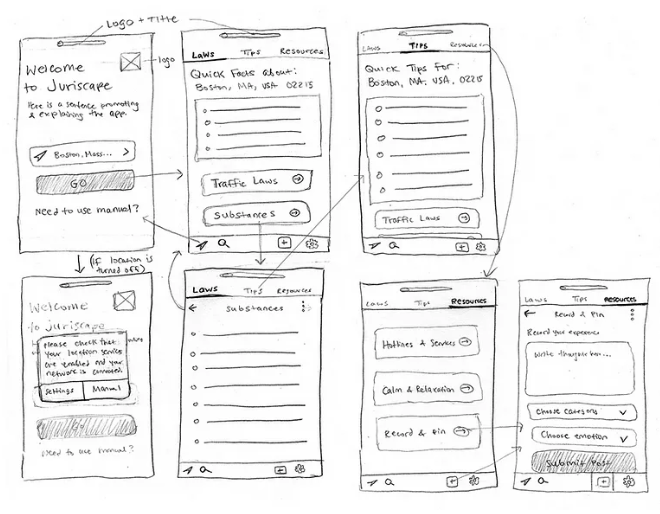 Logo + Title
Welcome
to Juriscape
logo
Here is a sentence promoting
& explaining the app.
Boston, Mass...
GO
Need to use manual?
(if location is
turned off)
Laws Tips Resources
Quick Facts About:
Boston, MA, USA 02215
Traffic Laws
Substances
Laws Tips Resources
Quick Tips For:
Boston, MA, USA, 02215
Traffic Laws
Welcome
to Juriscape
Please check that
your location service
are enabled and your
network is connected.
Settings Manual
GO
Need to use manual?
Laws Tips Resources
Substances
Laws Tip Resources
Hotlines & Services
Calm & Relaxation
Record & Pin
Laws Tips Resources
Record & Pin
Record your experience
Write thoughts here...
Choose category
Choose emotion
Submit Post